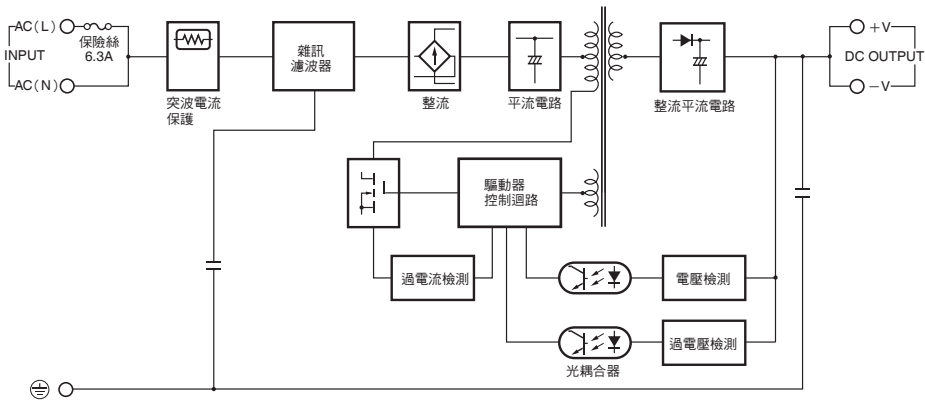 AC(L)
保險絲
6.3A
INPUT
AC(N)
突波電流
保護
雜訊
濾波器
整流
平流電路
整流平流電路
+V
DC OUTPUT
−V
驅動器
控制迴路
過電流檢測
電壓檢測
過電壓檢測
光耦合器